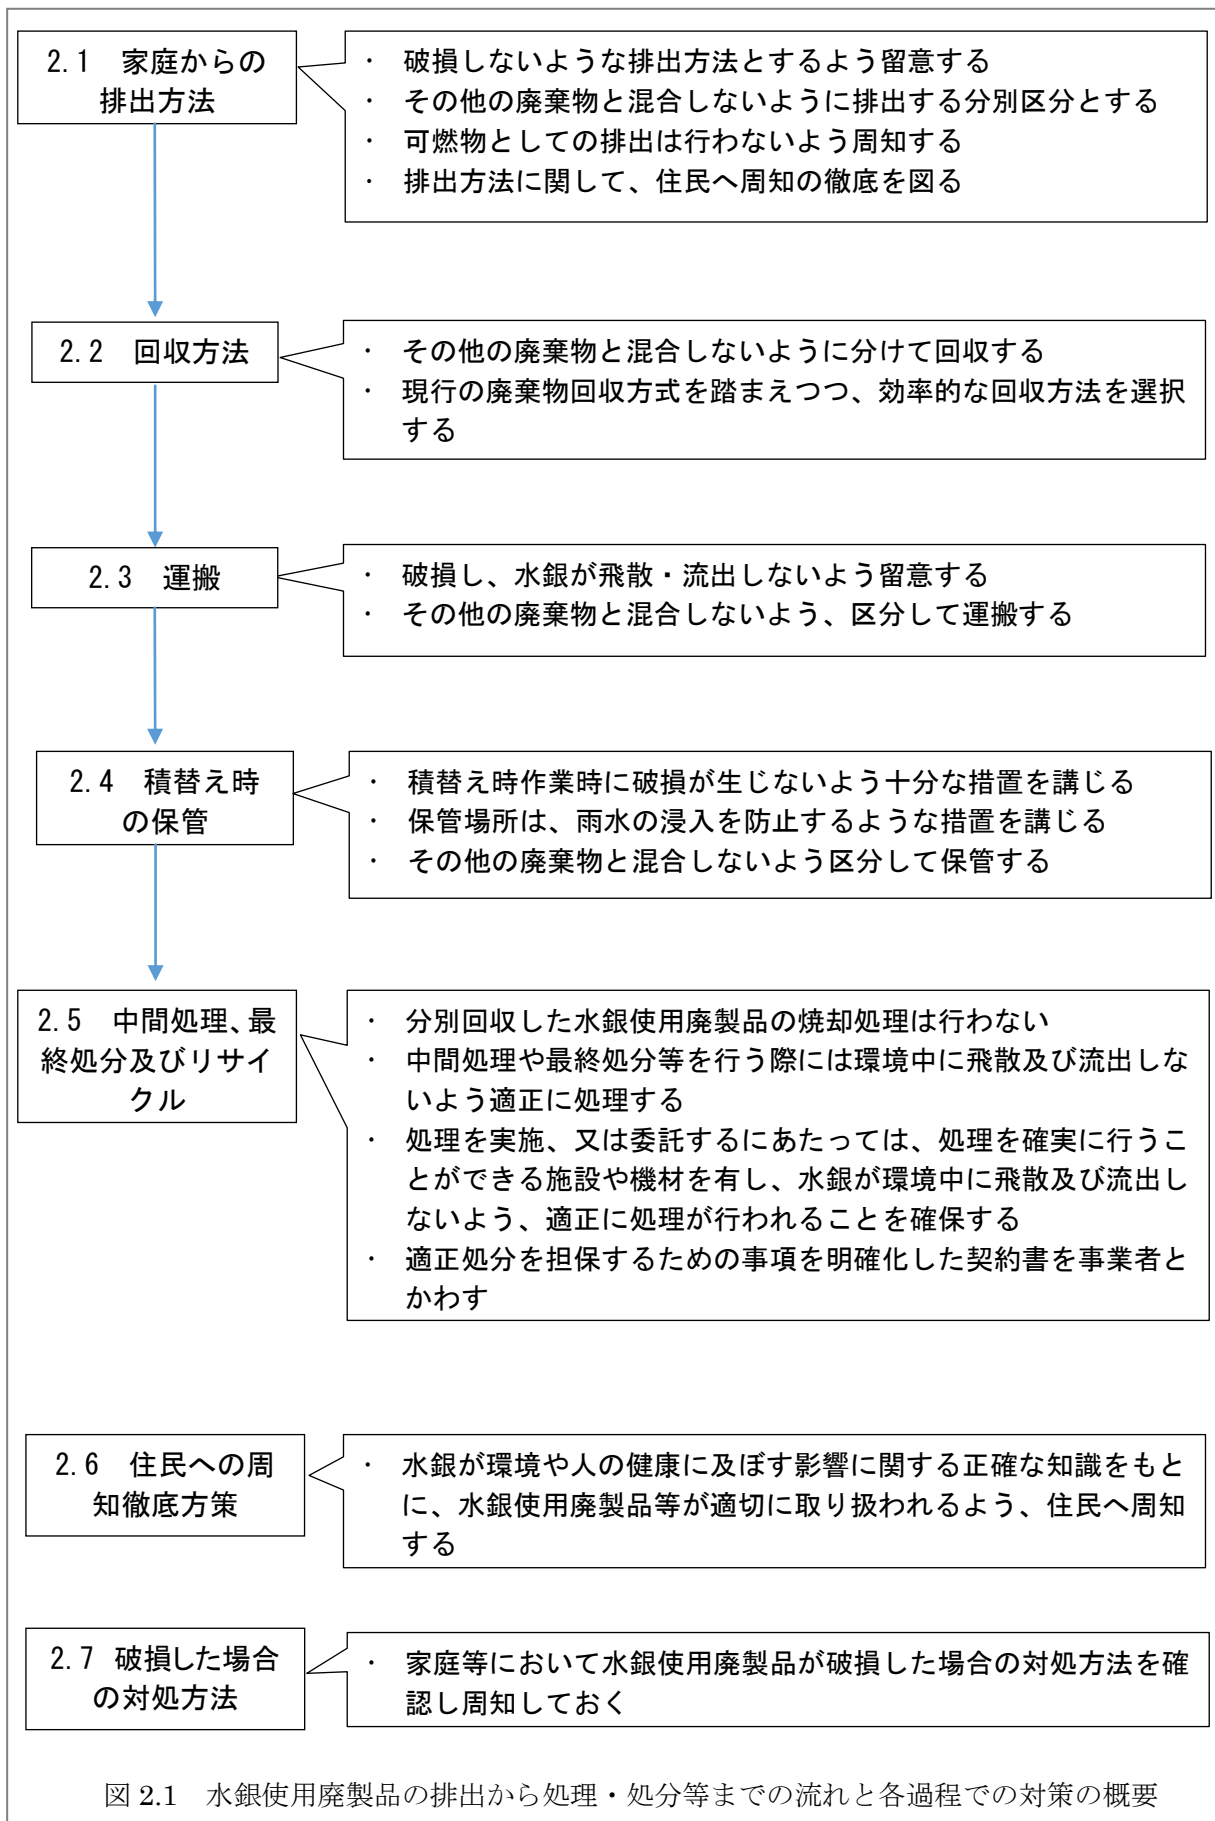 2.1　家庭からの
排出方法
・ 破損しないような排出方法とするよう留意する
・ その他の廃棄物と混合しないように排出する分別区分とする
・ 可燃物としての排出は行わないよう周知する
・ 排出方法に関して、住民へ周知の徹底を図る
2.2　回収方法
・ その他の廃棄物と混合しないように分けて回収する
・ 現行の廃棄物回収方式を踏まえつつ、効率的な回収方法を選択
する
2.3　運搬
・ 破損し、水銀が飛散・流出しないよう留意する
・ その他の廃棄物と混合しないよう、区分して運搬する
2.4　積替え時
の保管
・ 積替え時作業時に破損が生じないよう十分な措置を講じる
・ 保管場所は、雨水の浸入を防止するような措置を講じる
・ その他の廃棄物と混合しないよう区分して保管する
2.5　中間処理、最
終処分及びリサイ
クル
・ 分別回収した水銀使用廃製品の焼却処理は行わない
・ 中間処理や最終処分等を行う際には環境中に飛散及び流出しな
いよう適正に処理する
・ 処理を実施、又は委託するにあたっては、処理を確実に行うこ
とができる施設や機材を有し、水銀が環境中に飛散及び流出し
ないよう、適正に処理が行われることを確保する
・ 適正処分を担保するための事項を明確化した契約書を事業者と
かわす
2.6　住民への周
知徹底方策
・ 水銀が環境や人の健康に及ぼす影響に関する正確な知識をもと
に、水銀使用廃製品等が適切に取り扱われるよう、住民へ周知
する
2.7 破損した場合
の対処方法
・ 家庭等において水銀使用廃製品が破損した場合の対処方法を確
認し周知しておく
図 2.1　水銀使用廃製品の排出から処理・処分等までの流れと各過程での対策の概要